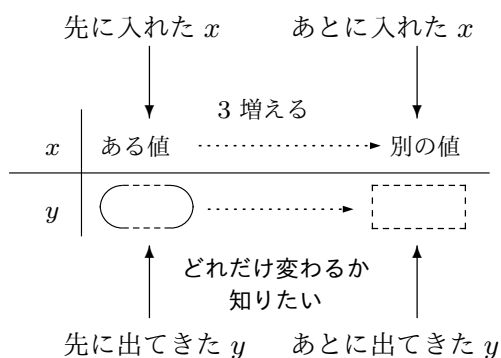 先に入れた x あとに入れた x
3 増える
x ある値 別の値
y
どれだけ変わるか
知りたい
先に出てきた y あとに出てきた y